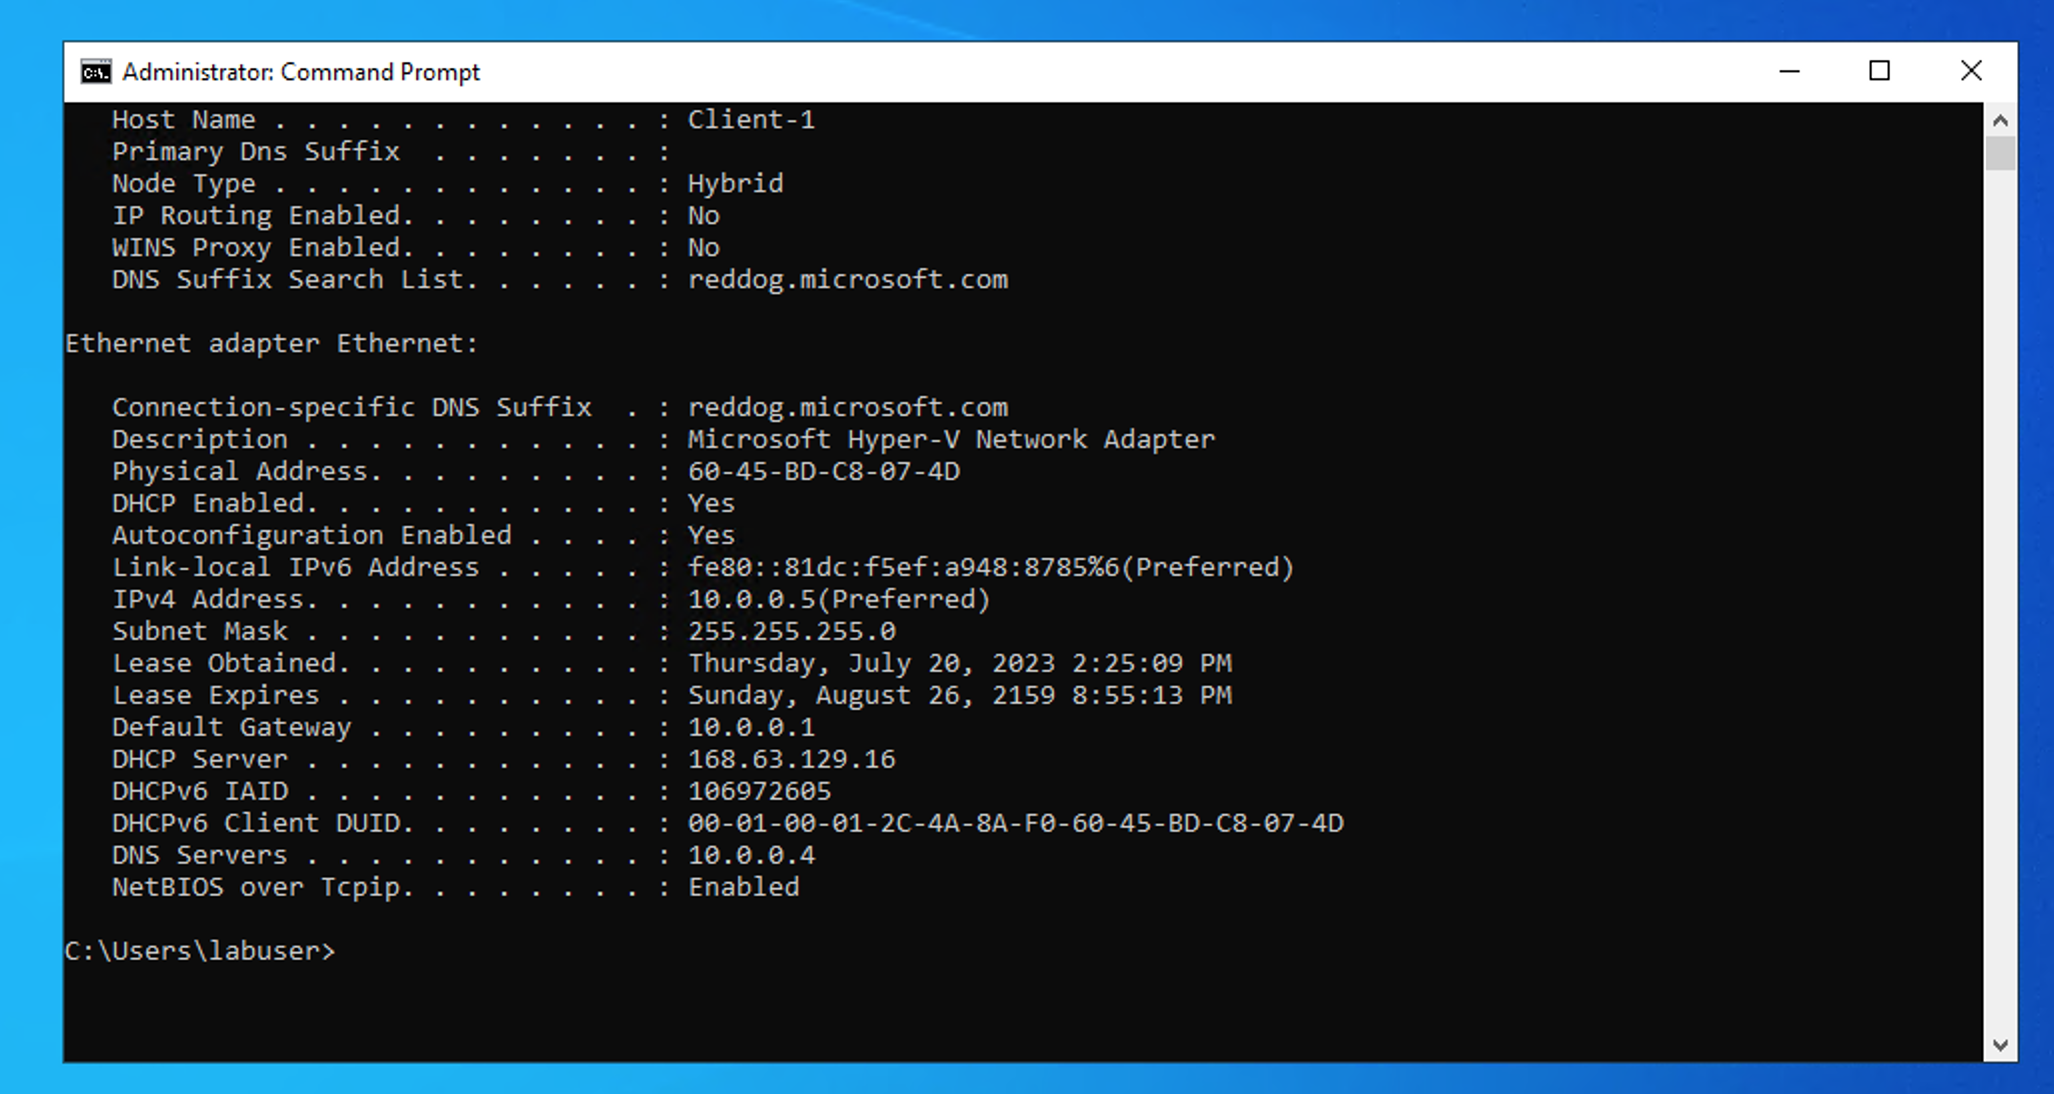 Administrator: Command Prompt
Host Name . . . . . . . . . . . . : Client-1
Primary Dns Suffix  . . . . . . . :
Node Type . . . . . . . . . . . . : Hybrid
IP Routing Enabled. . . . . . . . : No
WINS Proxy Enabled. . . . . . . . : No
DNS Suffix Search List. . . . . . : reddog.microsoft.com
Ethernet adapter Ethernet:
Connection-specific DNS Suffix  . : reddog.microsoft.com
Description . . . . . . . . . . . : Microsoft Hyper-V Network Adapter
Physical Address. . . . . . . . . : 60-45-BD-C8-07-4D
DHCP Enabled. . . . . . . . . . . : Yes
Autoconfiguration Enabled . . . . : Yes
Link-local IPv6 Address . . . . . : fe80::81dc:f5ef:a948:8785%6(Preferred)
IPv4 Address. . . . . . . . . . . : 10.0.0.5(Preferred)
Subnet Mask . . . . . . . . . . . : 255.255.255.0
Lease Obtained. . . . . . . . . . : Thursday, July 20, 2023 2:25:09 PM
Lease Expires . . . . . . . . . . : Sunday, August 26, 2159 8:55:13 PM
Default Gateway . . . . . . . . . : 10.0.0.1
DHCP Server . . . . . . . . . . . : 168.63.129.16
DHCPv6 IAID . . . . . . . . . . . : 106972605
DHCPv6 Client DUID. . . . . . . . : 00-01-00-01-2C-4A-8A-F0-60-45-BD-C8-07-4D
DNS Servers . . . . . . . . . . . : 10.0.0.4
NetBIOS over Tcpip. . . . . . . . : Enabled
C:\Users\labuser>